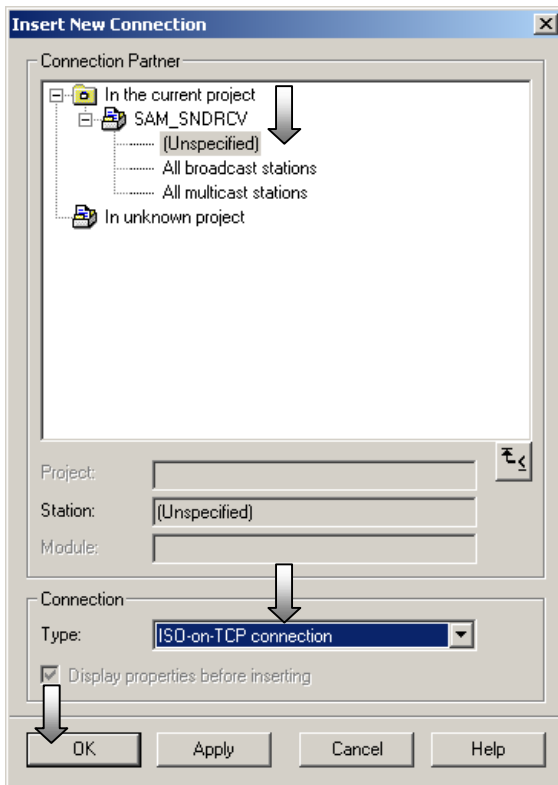 Insert New Connection
Connection Partner
In the current project
SAM_SNDRCV
(Unspecified)
All broadcast stations
All multicast stations
In unknown project
Project:
Station: (Unspecified)
Module:
Connection
Type: ISO-on-TCP connection
Display properties before inserting
OK Apply Cancel Help